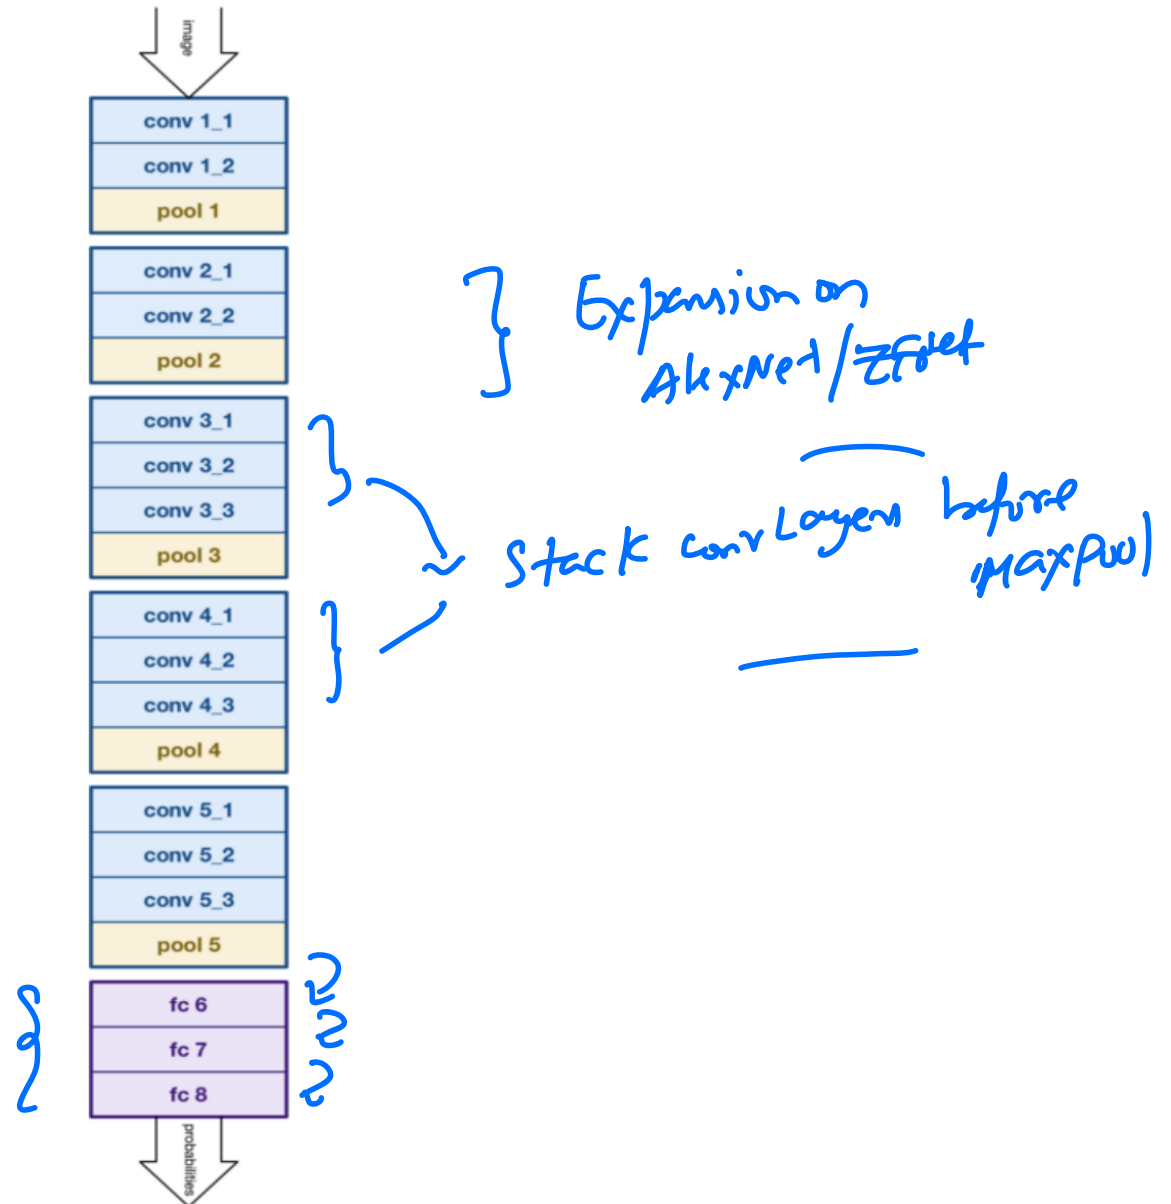 image
conv 1_1
conv 1_2
pool 1
conv 2_1
conv 2_2
pool 2
conv 3_1
conv 3_2
conv 3_3
pool 3
conv 4_1
conv 4_2
conv 4_3
pool 4
conv 5_1
conv 5_2
conv 5_3
pool 5
fc 6
fc 7
fc 8
probabilities
Expansion on
AlexNet/ZFNet
Stack conv Layers before
MaxPool